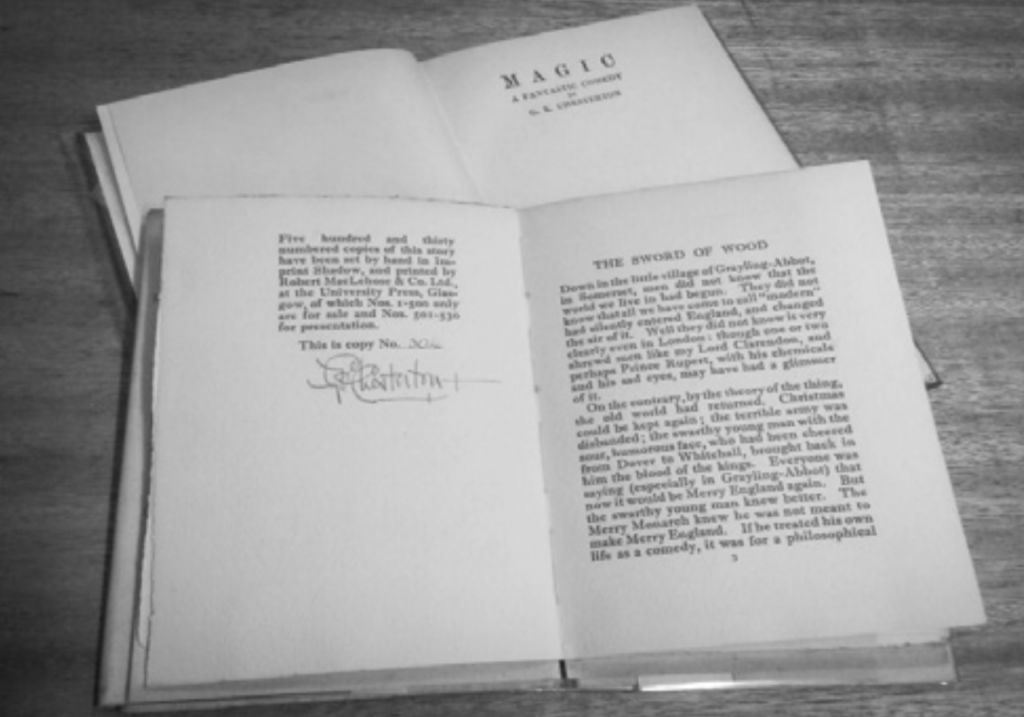 MAGIC
A FANTASTIC COMEDY
BY
G. K. CHESTERTON
Five hundred and thirty
numbered copies of this story
have been set by hand in Im-
print Shadow, and printed by
Robert MacLehose & Co. Ltd.,
at the University Press, Glas-
gow, of which Nos. 1-500 only
are for sale and Nos. 501-530
for presentation.
This is copy No.
G K Chesterton
THE SWORD OF WOOD
Down in the little village of Grayling-Abbot,
in Somerset, men did not know that the
world we live in had begun. They did not
know that all we have come to call "modern"
had silently entered England, and changed
the air of it. Well they did not know is very
clearly even in London: though one or two
shrewd men like my Lord Clarendon, and
perhaps Prince Rupert, with his chemicals
and his sad eyes, may have had a glimmer
of it.
On the contrary, by the theory of the thing,
the old world had returned. Christmas
could be kept again; the terrible army was
disbanded; the swarthy young man with the
sour, humorous face, who had been cheered
from Dover to Whitehall, brought back in
him the blood of the kings. Everyone was
saying (especially in Grayling-Abbot) that
now it would be Merry England again. But
the swarthy young man knew better. The
Merry Monarch knew he was not meant to
make Merry England. If he treated his own
life as a comedy, it was for a philosophical
3